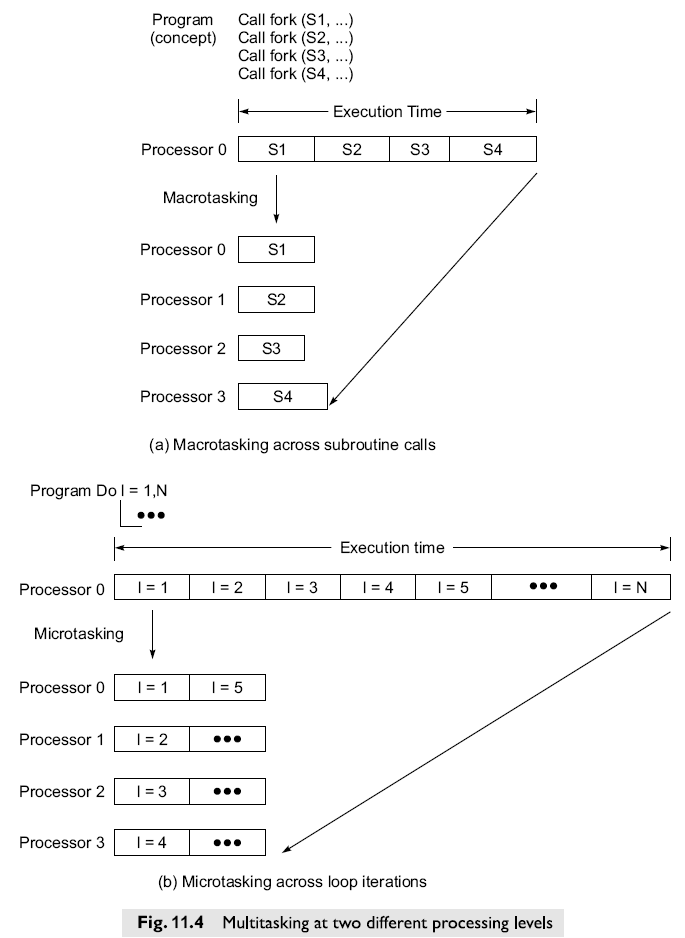 Program Call fork (S1, ...)
(concept) Call fork (S2, ...)
Call fork (S3, ...)
Call fork (S4, ...)
Execution Time
Processor 0 S1 S2 S3 S4
Macrotasking
Processor 0 S1
Processor 1 S2
Processor 2 S3
Processor 3 S4
(a) Macrotasking across subroutine calls
Program Do I = 1,N
•••
Execution time
Processor 0 I = 1 I = 2 I = 3 I = 4 I = 5 ••• I = N
Microtasking
Processor 0 I = 1 I = 5
Processor 1 I = 2 •••
Processor 2 I = 3 •••
Processor 3 I = 4 •••
(b) Microtasking across loop iterations
Fig. 11.4 Multitasking at two different processing levels